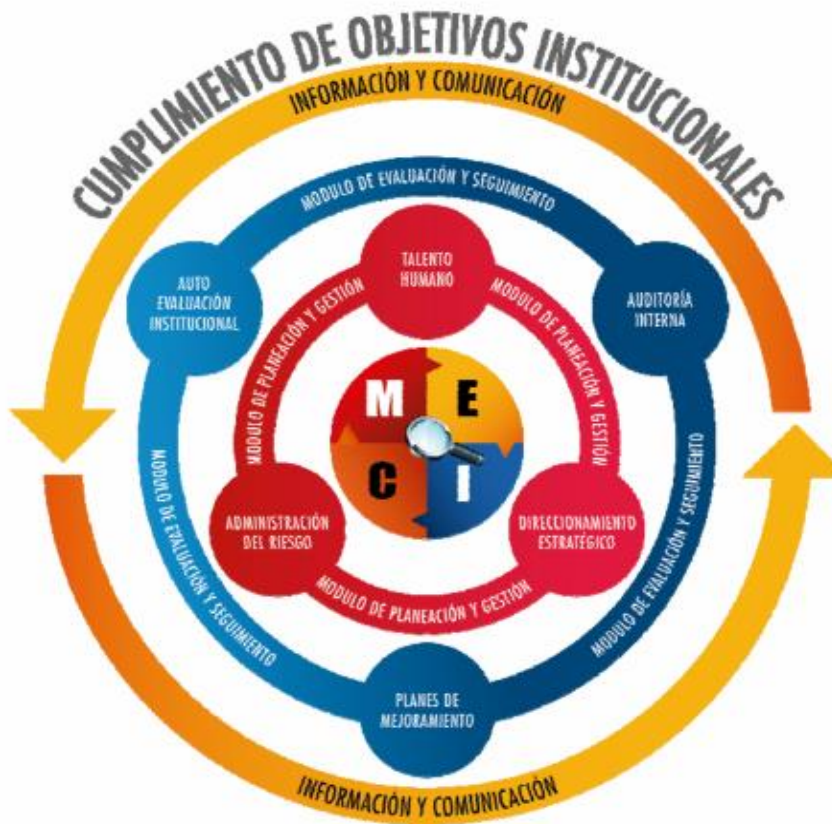 CUMPLIMIENTO DE OBJETIVOS INSTITUCIONALES
INFORMACIÓN Y COMUNICACIÓN
MODULO DE EVALUACIÓN Y SEGUIMIENTO
AUTO
EVALUACIÓN
INSTITUCIONAL
TALENTO
HUMANO
AUDITORÍA
INTERNA
MODULO DE PLANEACIÓN Y GESTIÓN
MODULO DE PLANEACIÓN Y GESTIÓN
M E
C I
ADMINISTRACIÓN
DEL RIESGO
DIRECCIONAMIENTO
ESTRATÉGICO
MODULO DE PLANEACIÓN Y GESTIÓN
MODULO DE EVALUACIÓN Y SEGUIMIENTO
MODULO DE EVALUACIÓN Y SEGUIMIENTO
PLANES DE
MEJORAMIENTO
INFORMACIÓN Y COMUNICACIÓN